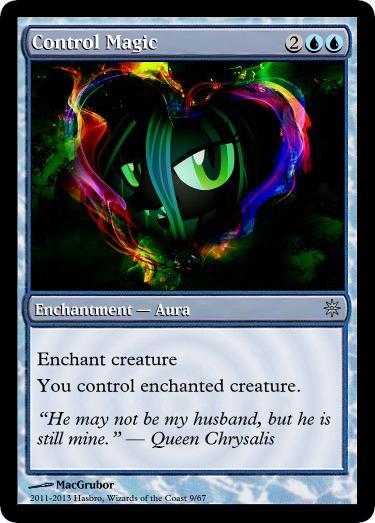 Control Magic 2
Enchantment — Aura
Enchant creature
You control enchanted creature.
“He may not be my husband, but he is
still mine.” — Queen Chrysalis
MacGrubor
2011-2013 Hasbro, Wizards of the Coast 9/67